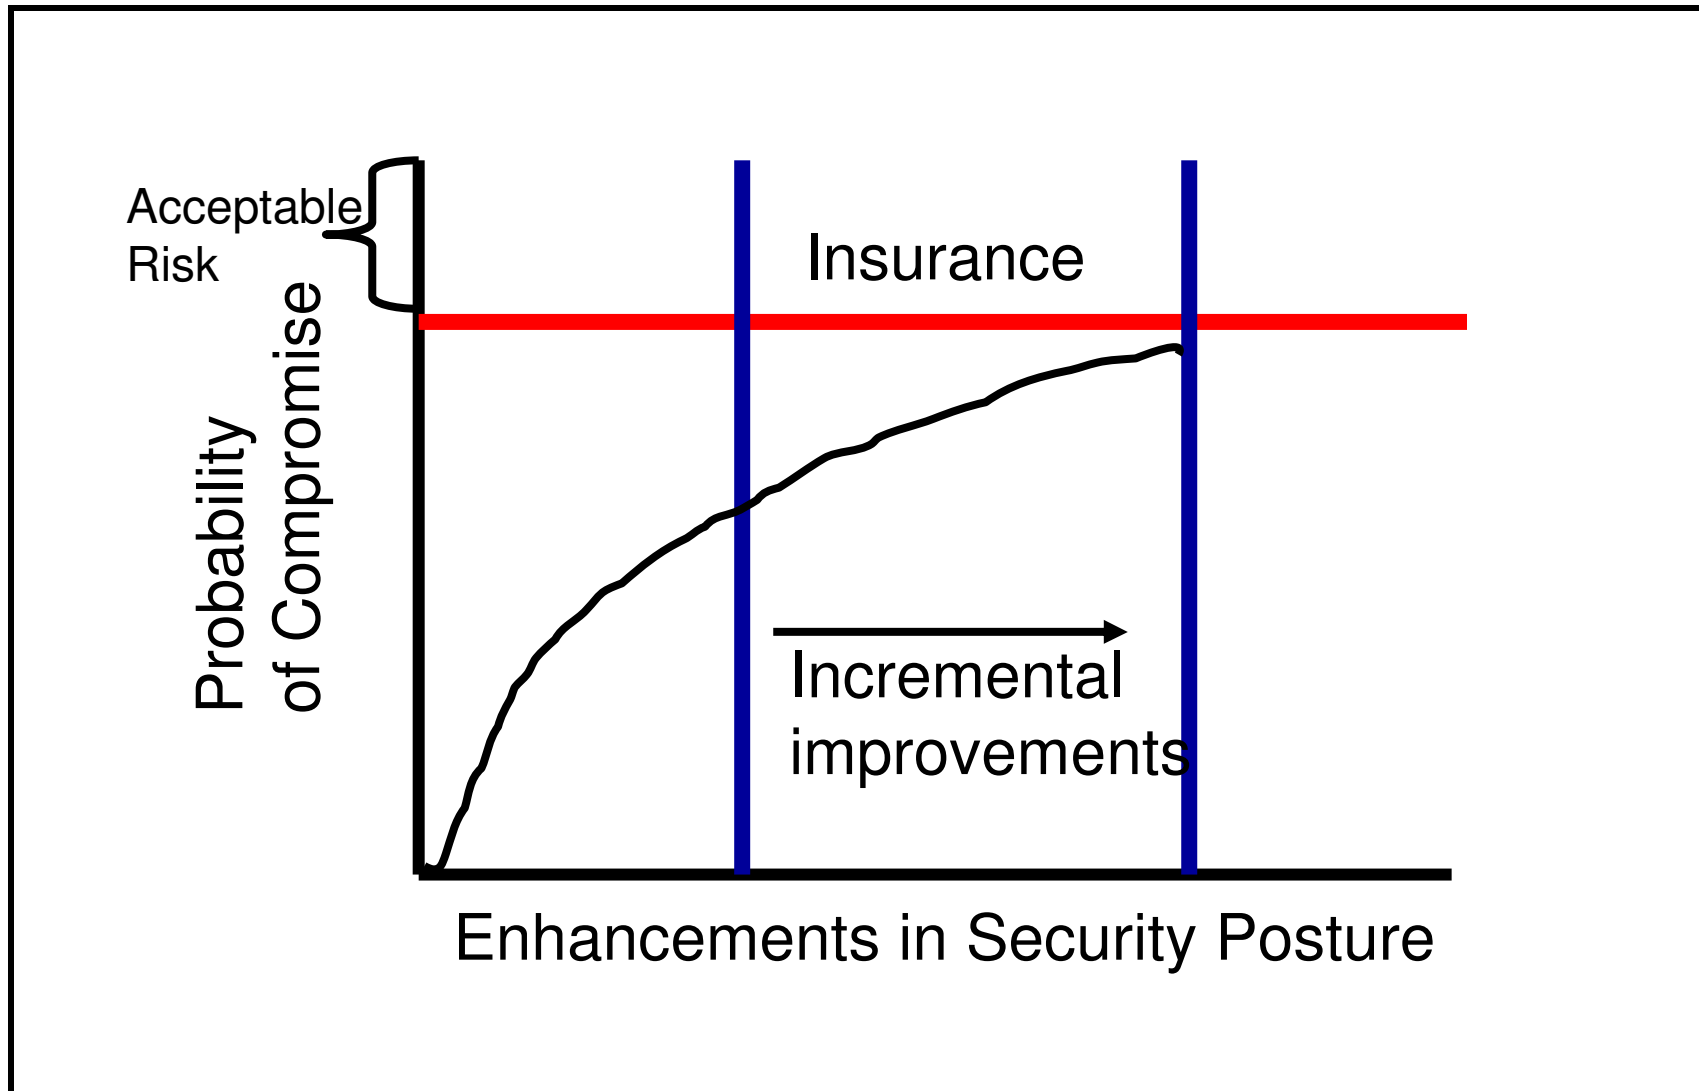 Acceptable
Risk
Insurance
Probability
of Compromise
Incremental
improvements
Enhancements in Security Posture